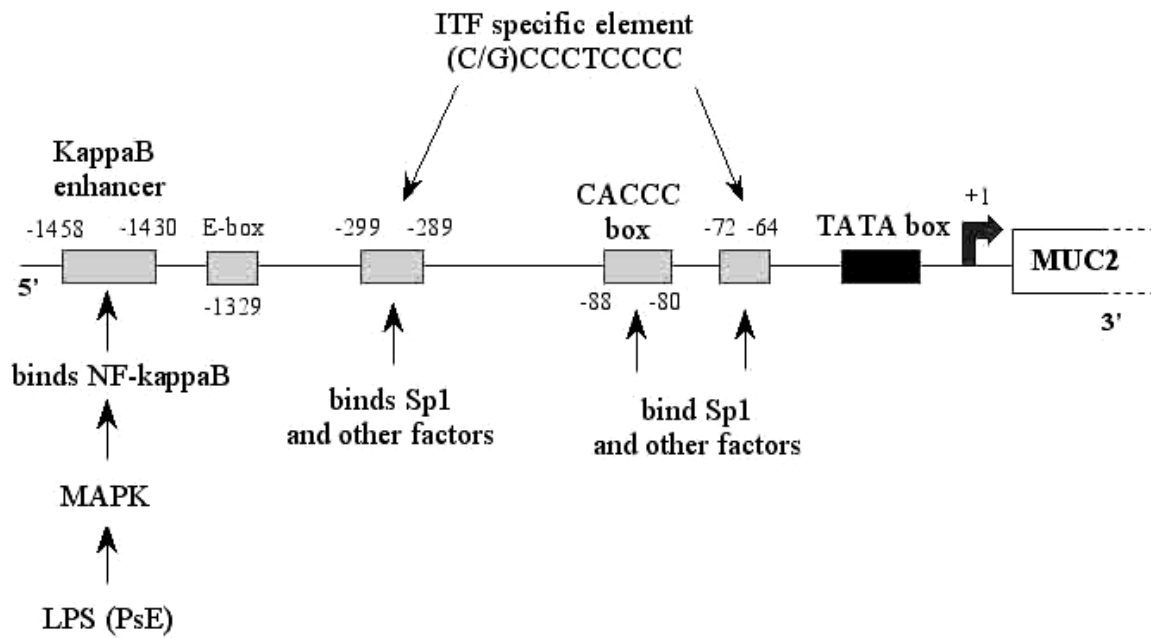 ITF specific element
(C/G)CCCTCCCC
KappaB
enhancer
-1458
-1430
E-box
-1329
-299
-289
CACCC
box
-88
-80
-72
-64
TATA box
+1
MUC2
5'
3'
binds NF-kappaB
MAPK
LPS (PsE)
binds Sp1
and other factors
bind Sp1
and other factors